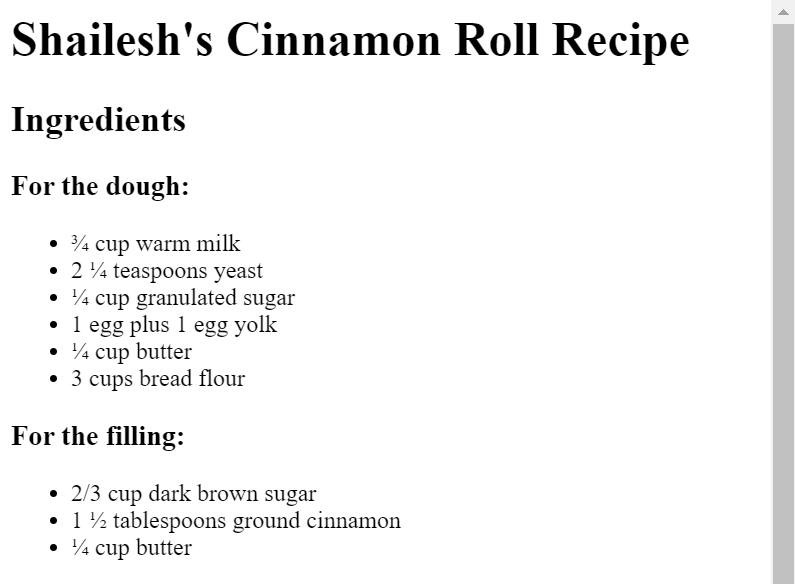 Shailesh's Cinnamon Roll Recipe
Ingredients
For the dough:
• ¾ cup warm milk
• 2 ¼ teaspoons yeast
• ¼ cup granulated sugar
• 1 egg plus 1 egg yolk
• ¼ cup butter
• 3 cups bread flour
For the filling:
• 2/3 cup dark brown sugar
• 1 ½ tablespoons ground cinnamon
• ¼ cup butter